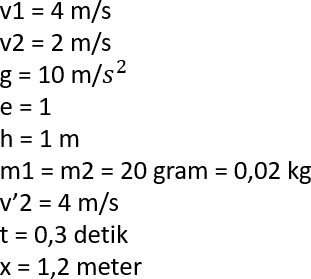 v1 = 4 m/s
v2 = 2 m/s
g = 10 m/s²
e = 1
h = 1 m
m1 = m2 = 20 gram = 0,02 kg
v’2 = 4 m/s
t = 0,3 detik
x = 1,2 meter